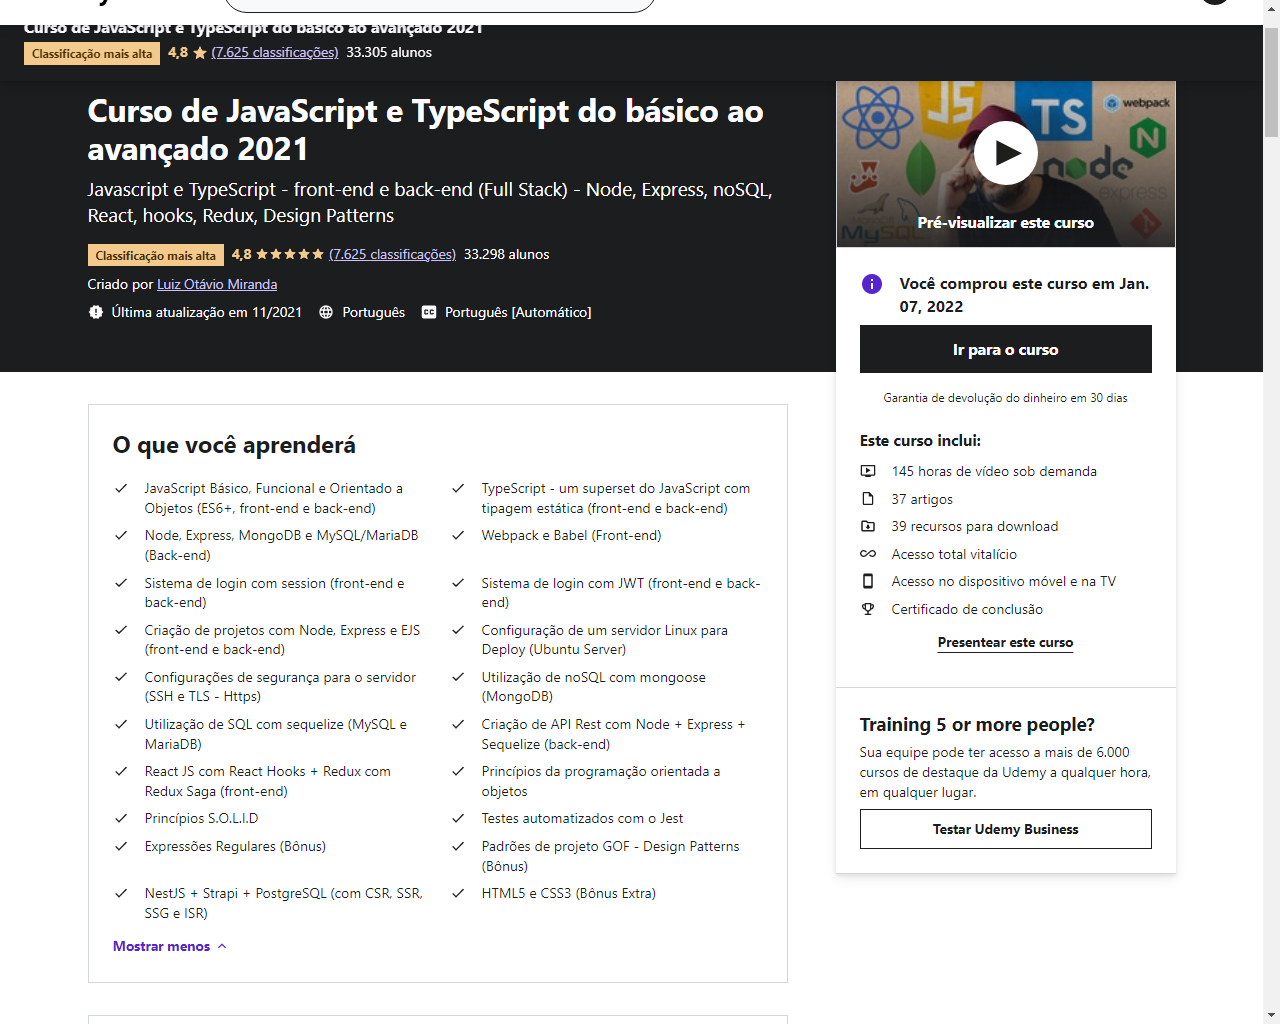 Curso de JavaScript e TypeScript do básico ao avançado 2021
Classificação mais alta 4,8 (7.625 classificações) 33.305 alunos
Curso de JavaScript e TypeScript do básico ao
avançado 2021
Javascript e TypeScript - front-end e back-end (Full Stack) - Node, Express, noSQL,
React, hooks, Redux, Design Patterns
Classificação mais alta 4,8 (7.625 classificações) 33.298 alunos
Criado por Luiz Otávio Miranda
Última atualização em 11/2021 Português CC Português [Automático]
JS
TS
webpack
node
express
MySQL
Pré-visualizar este curso
Você comprou este curso em Jan.
07, 2022
Ir para o curso
Garantia de devolução do dinheiro em 30 dias
Este curso inclui:
145 horas de vídeo sob demanda
37 artigos
39 recursos para download
Acesso total vitalício
Acesso no dispositivo móvel e na TV
Certificado de conclusão
Presentear este curso
Training 5 or more people?
Sua equipe pode ter acesso a mais de 6.000
cursos de destaque da Udemy a qualquer hora,
em qualquer lugar.
Testar Udemy Business
O que você aprenderá
JavaScript Básico, Funcional e Orientado a
Objetos (ES6+, front-end e back-end)
TypeScript - um superset do JavaScript com
tipagem estática (front-end e back-end)
Node, Express, MongoDB e MySQL/MariaDB
(Back-end)
Webpack e Babel (Front-end)
Sistema de login com session (front-end e
back-end)
Sistema de login com JWT (front-end e back-
end)
Criação de projetos com Node, Express e EJS
(front-end e back-end)
Configuração de um servidor Linux para
Deploy (Ubuntu Server)
Configurações de segurança para o servidor
(SSH e TLS - Https)
Utilização de noSQL com mongoose
(MongoDB)
Utilização de SQL com sequelize (MySQL e
MariaDB)
Criação de API Rest com Node + Express +
Sequelize (back-end)
React JS com React Hooks + Redux com
Redux Saga (front-end)
Princípios da programação orientada a
objetos
Princípios S.O.L.I.D
Testes automatizados com o Jest
Expressões Regulares (Bônus)
Padrões de projeto GOF - Design Patterns
(Bônus)
NestJS + Strapi + PostgreSQL (com CSR, SSR,
SSG e ISR)
HTML5 e CSS3 (Bônus Extra)
Mostrar menos